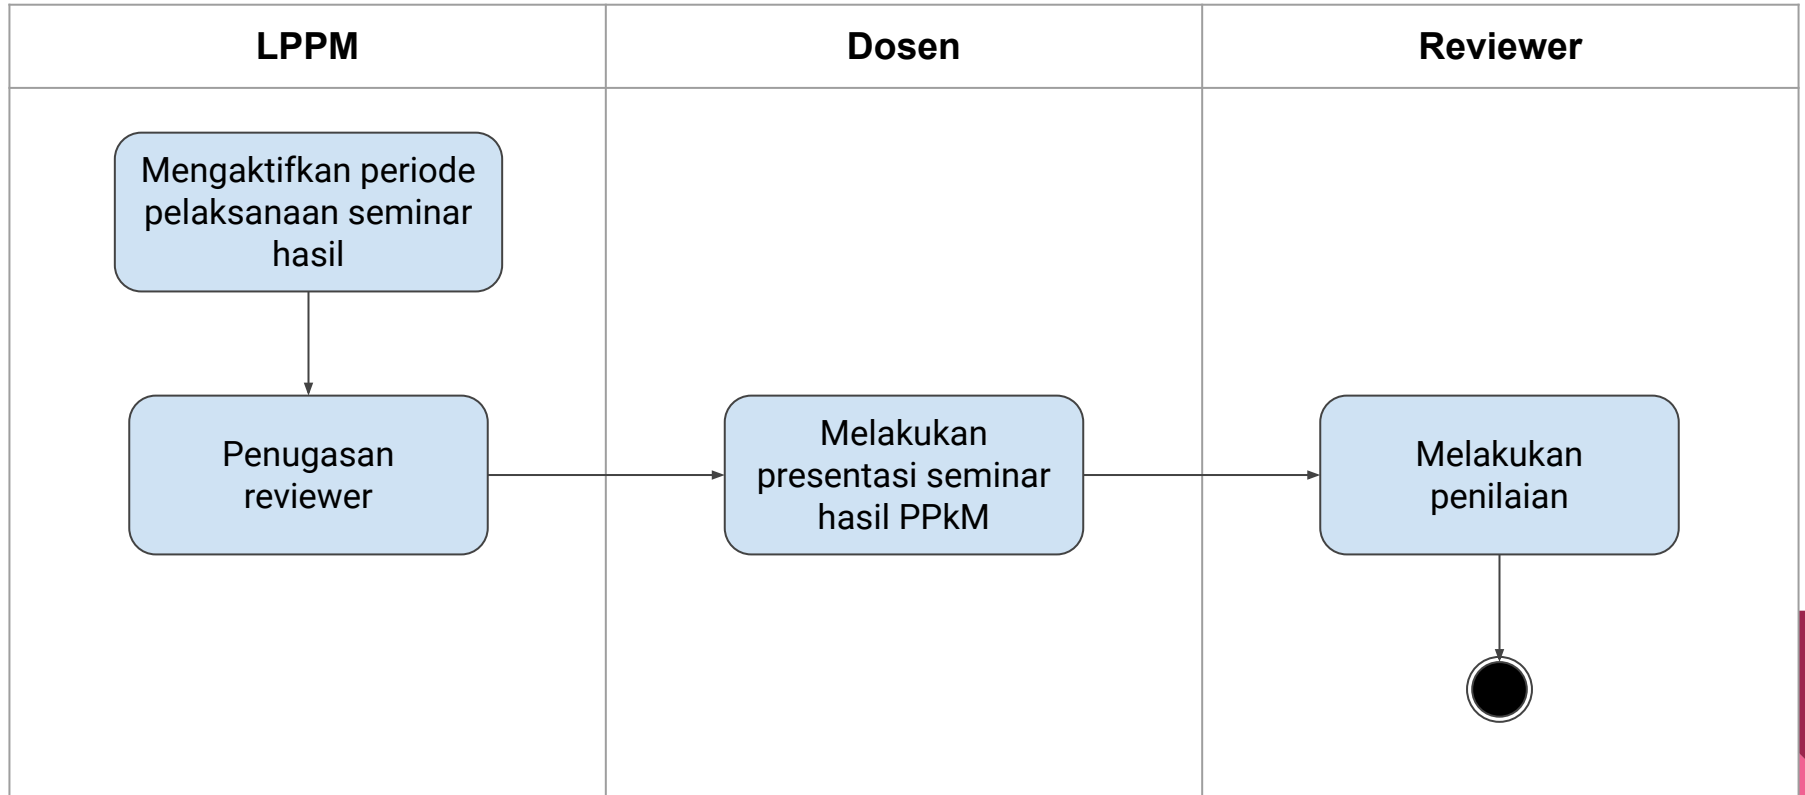 LPPM
Dosen
Reviewer
Mengaktifkan periode
pelaksanaan seminar
hasil
Penugasan
reviewer
Melakukan
presentasi seminar
hasil PPkM
Melakukan
penilaian